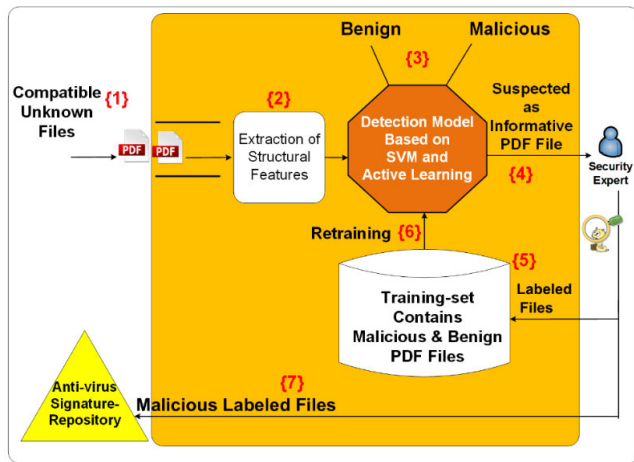 Benign
Malicious
{3}
Compatible
Unknown
Files
{1}
PDF
PDF
{2}
Extraction of
Structural
Features
Detection Model
Based on
SVM and
Active Learning
Suspected
as
Informative
PDF File
{4}
Security
Expert
Retraining {6}
{5}
Training-set
Contains
Malicious & Benign
PDF Files
Labeled
Files
{7}
Malicious Labeled Files
Anti-virus
Signature-
Repository